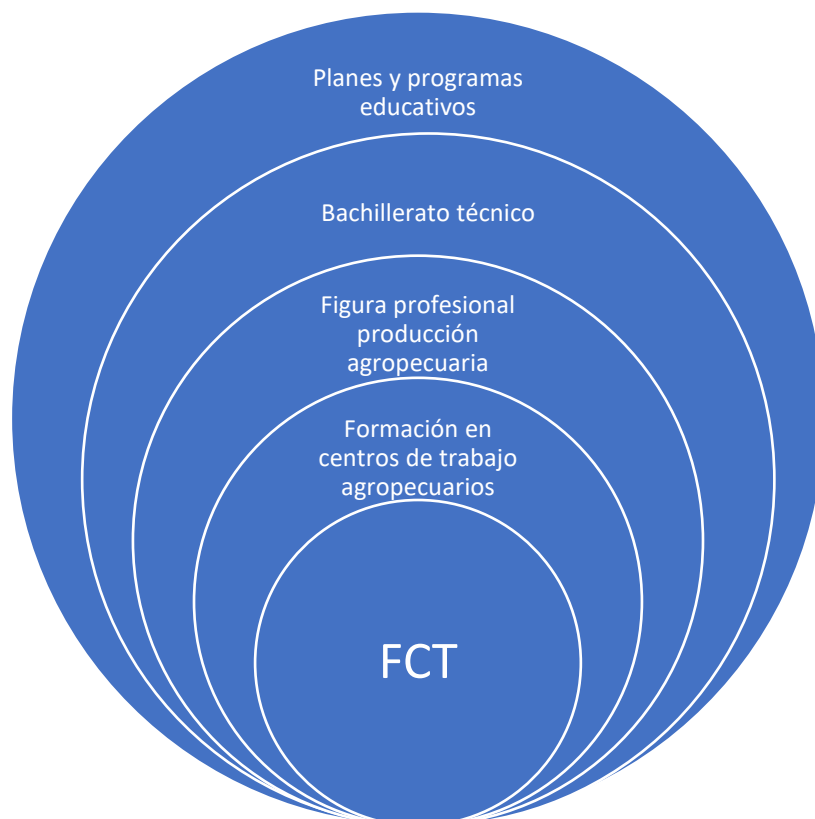 Planes y programas
educativos
Bachillerato técnico
Figura profesional
producción
agropecuaria
Formación en
centros de trabajo
agropecuarios
FCT